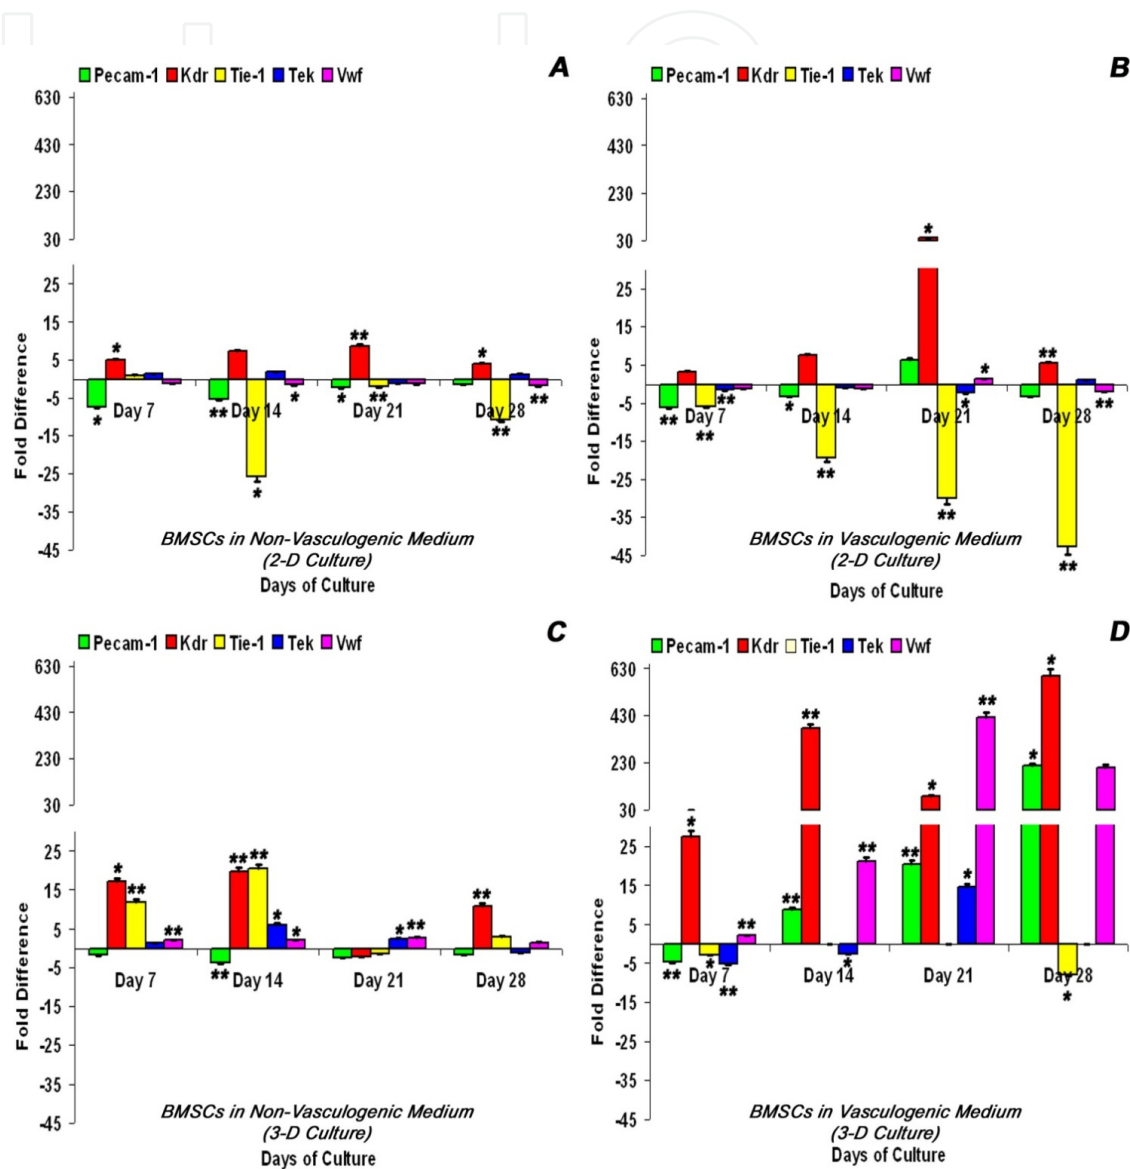 Pecam-1 Kdr Tie-1 Tek Vwf
A
630
430
230
30
25
15
5
-5
-15
-25
-35
-45
Fold Difference
*
*
**
*
*
**
*
**
*
**
**
Day 7
Day 14
Day 21
Day 28
BMSCs in Non-Vasculogenic Medium
(2-D Culture)
Days of Culture
Pecam-1 Kdr Tie-1 Tek Vwf
B
630
430
230
30
25
15
5
-5
-15
-25
-35
-45
Fold Difference
**
**
**
*
**
*
**
*
*
**
**
**
Day 7
Day 14
Day 21
Day 28
BMSCs in Vasculogenic Medium
(2-D Culture)
Days of Culture
Pecam-1 Kdr Tie-1 Tek Vwf
C
630
430
230
30
25
15
5
-5
-15
-25
-35
-45
Fold Difference
*
**
**
**
**
**
*
*
*
**
**
Day 7
Day 14
Day 21
Day 28
BMSCs in Non-Vasculogenic Medium
(3-D Culture)
Days of Culture
Pecam-1 Kdr Tie-1 Tek Vwf
D
630
430
230
30
25
15
5
-5
-15
-25
-35
-45
Fold Difference
**
*
*
**
**
**
**
*
**
**
*
*
**
*
*
*
Day 7
Day 14
Day 21
Day 28
BMSCs in Vasculogenic Medium
(3-D Culture)
Days of Culture